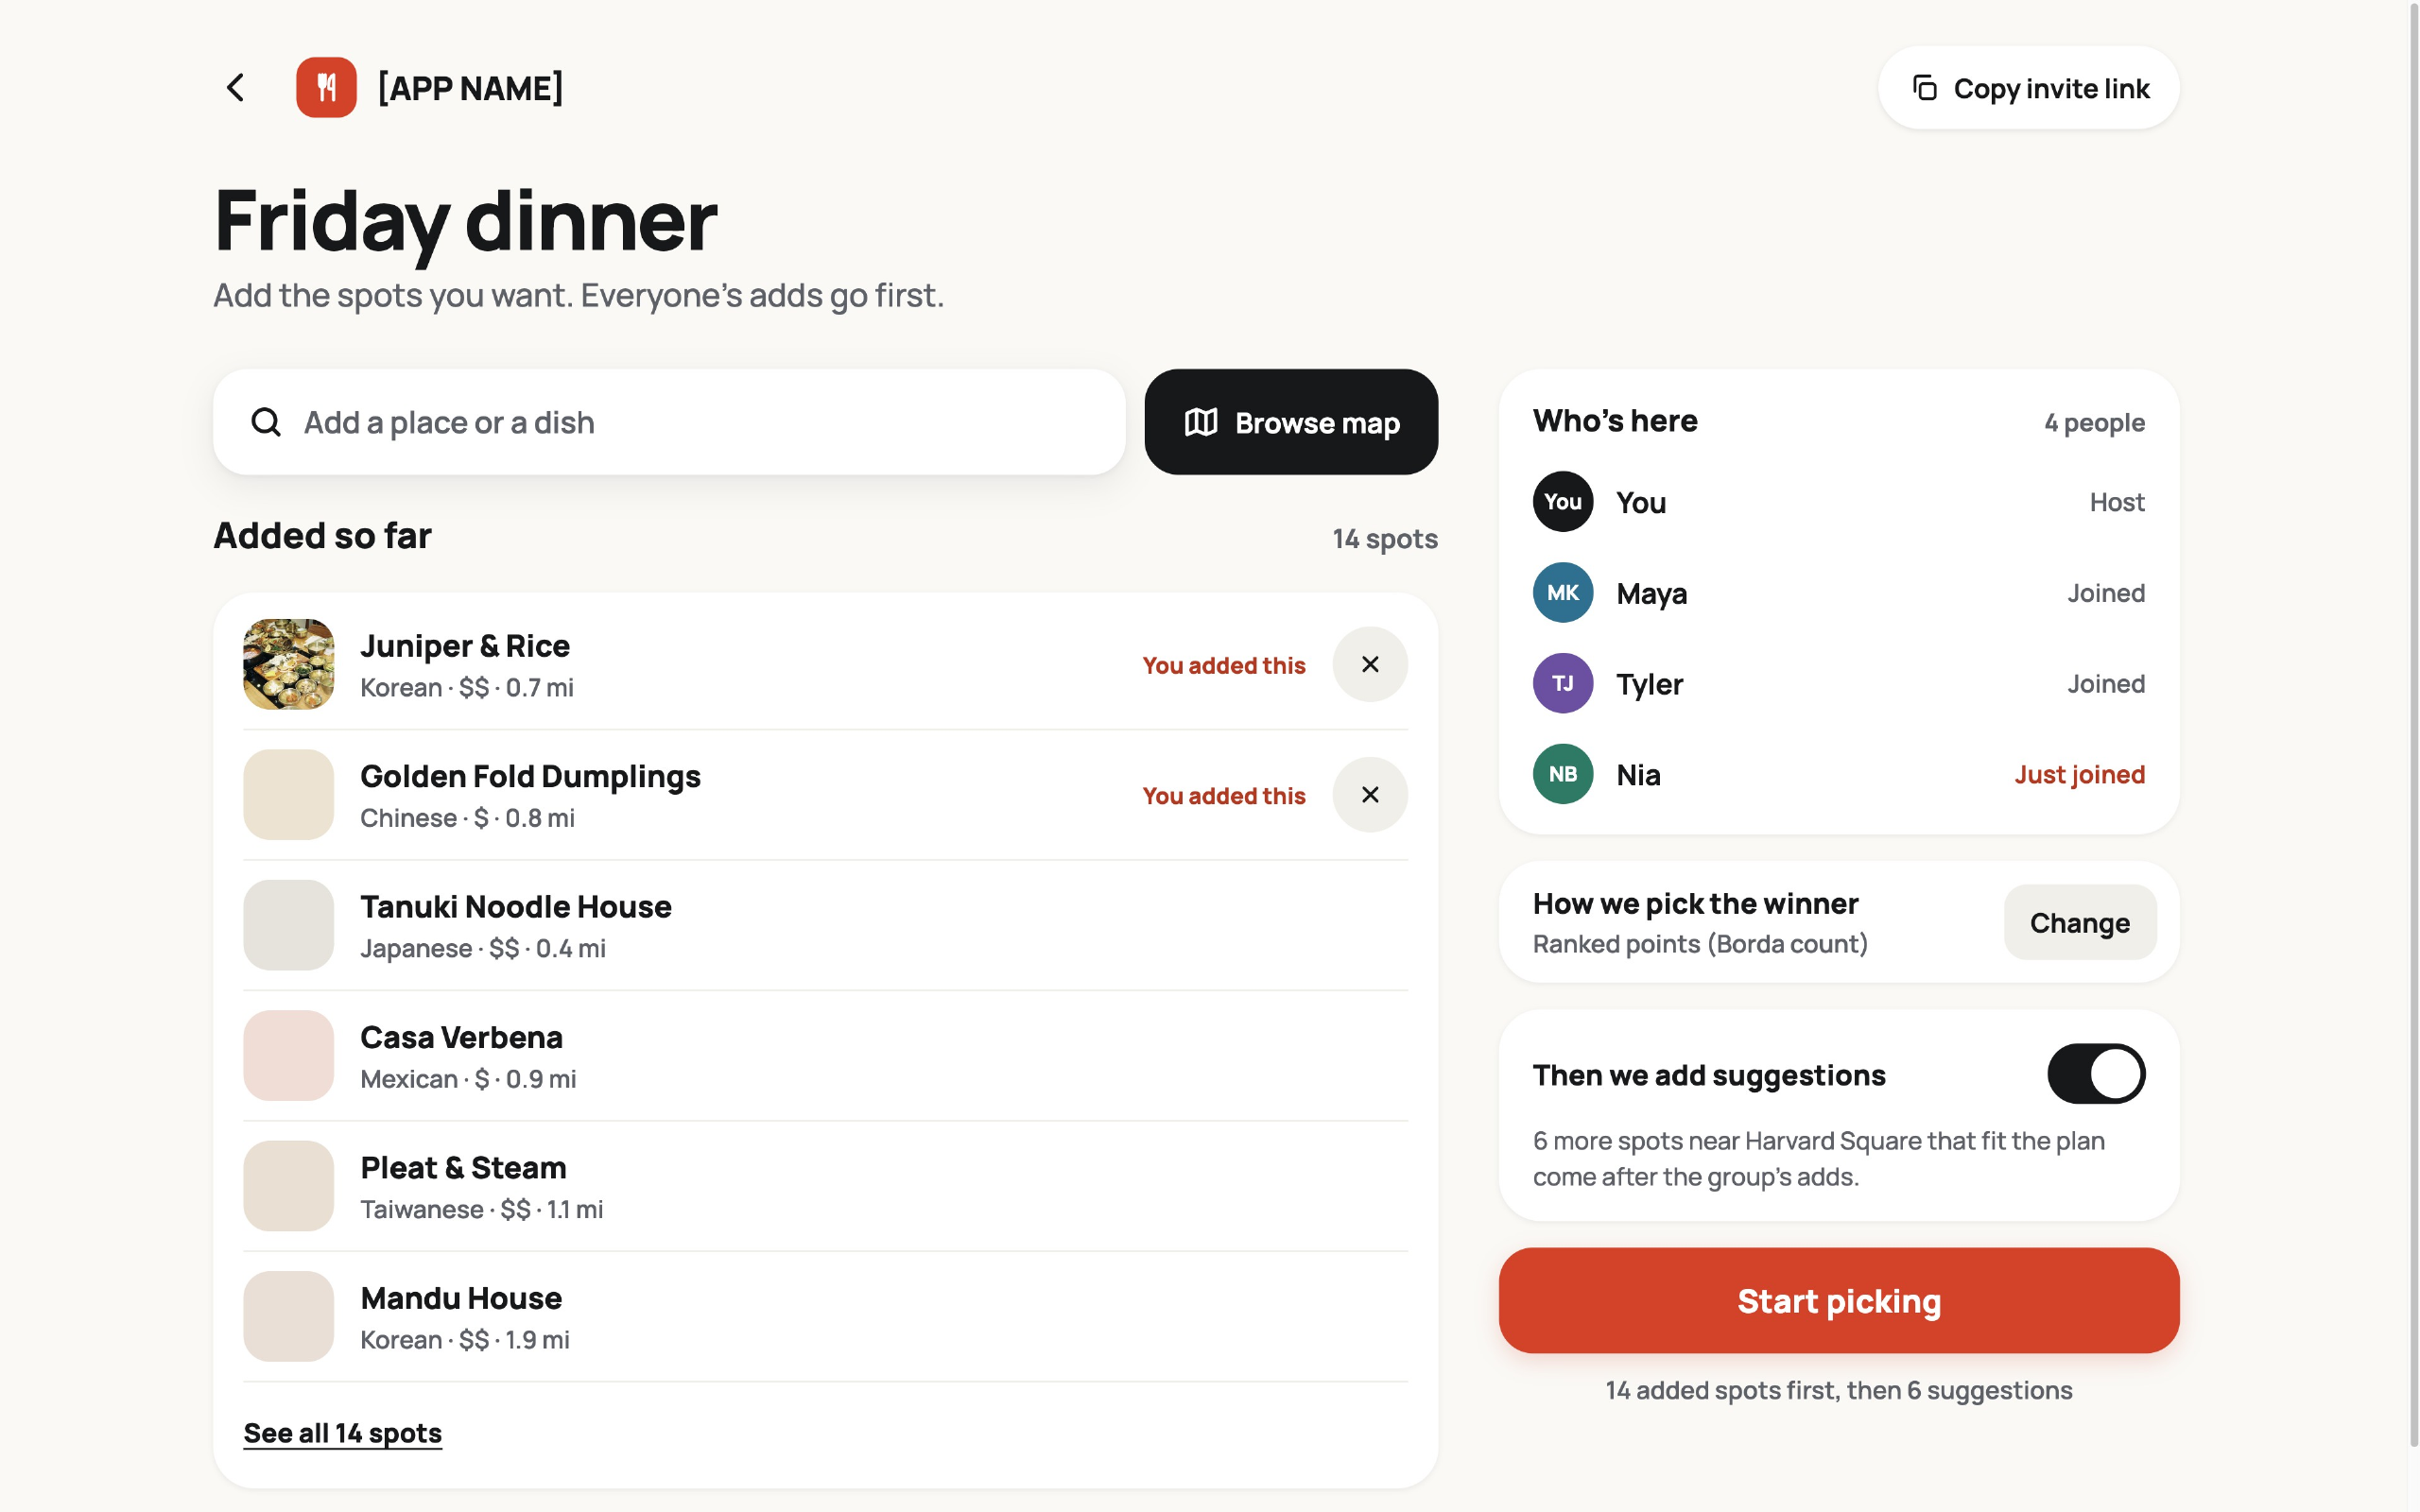 [APP NAME]
Copy invite link
Friday dinner
Add the spots you want. Everyone’s adds go first.
Add a place or a dish
Browse map
Added so far
14 spots
Juniper & Rice
Korean · $$ · 0.7 mi
You added this
Golden Fold Dumplings
Chinese · $ · 0.8 mi
You added this
Tanuki Noodle House
Japanese · $$ · 0.4 mi
Casa Verbena
Mexican · $ · 0.9 mi
Pleat & Steam
Taiwanese · $$ · 1.1 mi
Mandu House
Korean · $$ · 1.9 mi
See all 14 spots
Who’s here
4 people
You
You
Host
MK
Maya
Joined
TJ
Tyler
Joined
NB
Nia
Just joined
How we pick the winner
Ranked points (Borda count)
Change
Then we add suggestions
6 more spots near Harvard Square that fit the plan
come after the group’s adds.
Start picking
14 added spots first, then 6 suggestions